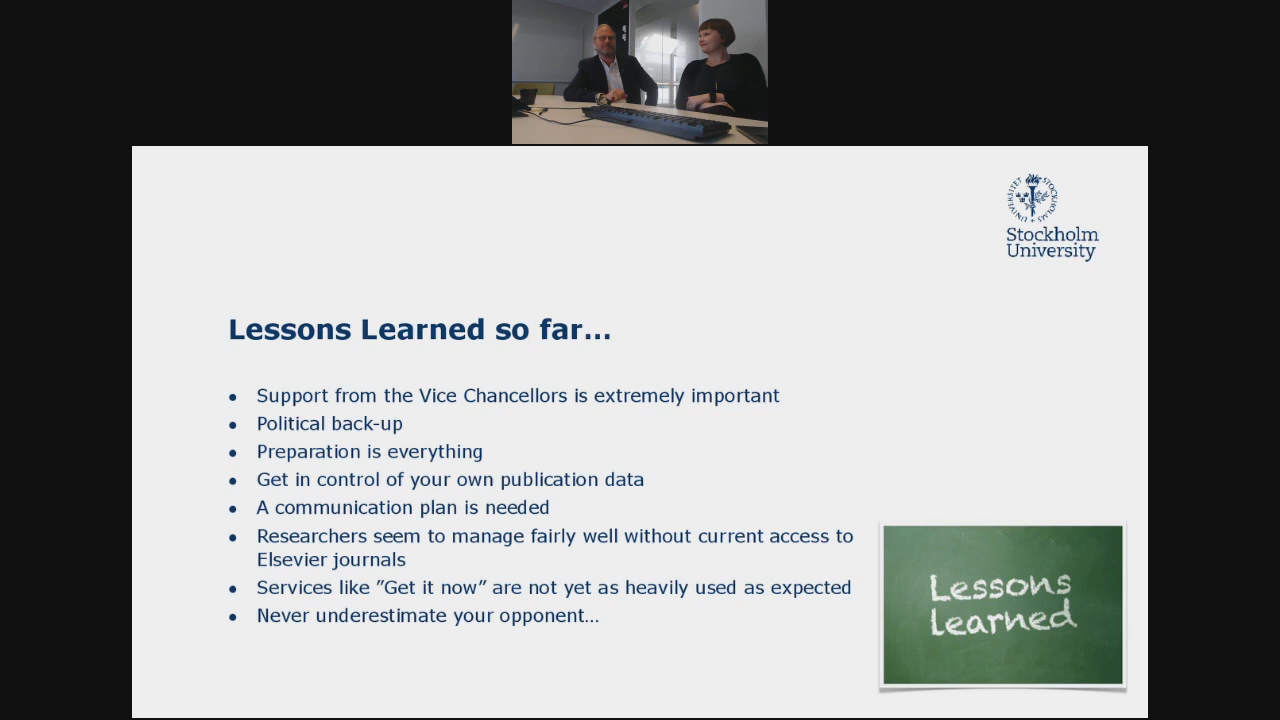 UNIVERSITET STOCKHOLMS
Stockholm
University
Lessons Learned so far...
• Support from the Vice Chancellors is extremely important
• Political back-up
• Preparation is everything
• Get in control of your own publication data
• A communication plan is needed
• Researchers seem to manage fairly well without current access to
Elsevier journals
• Services like ”Get it now” are not yet as heavily used as expected
• Never underestimate your opponent…
Lessons
Learned